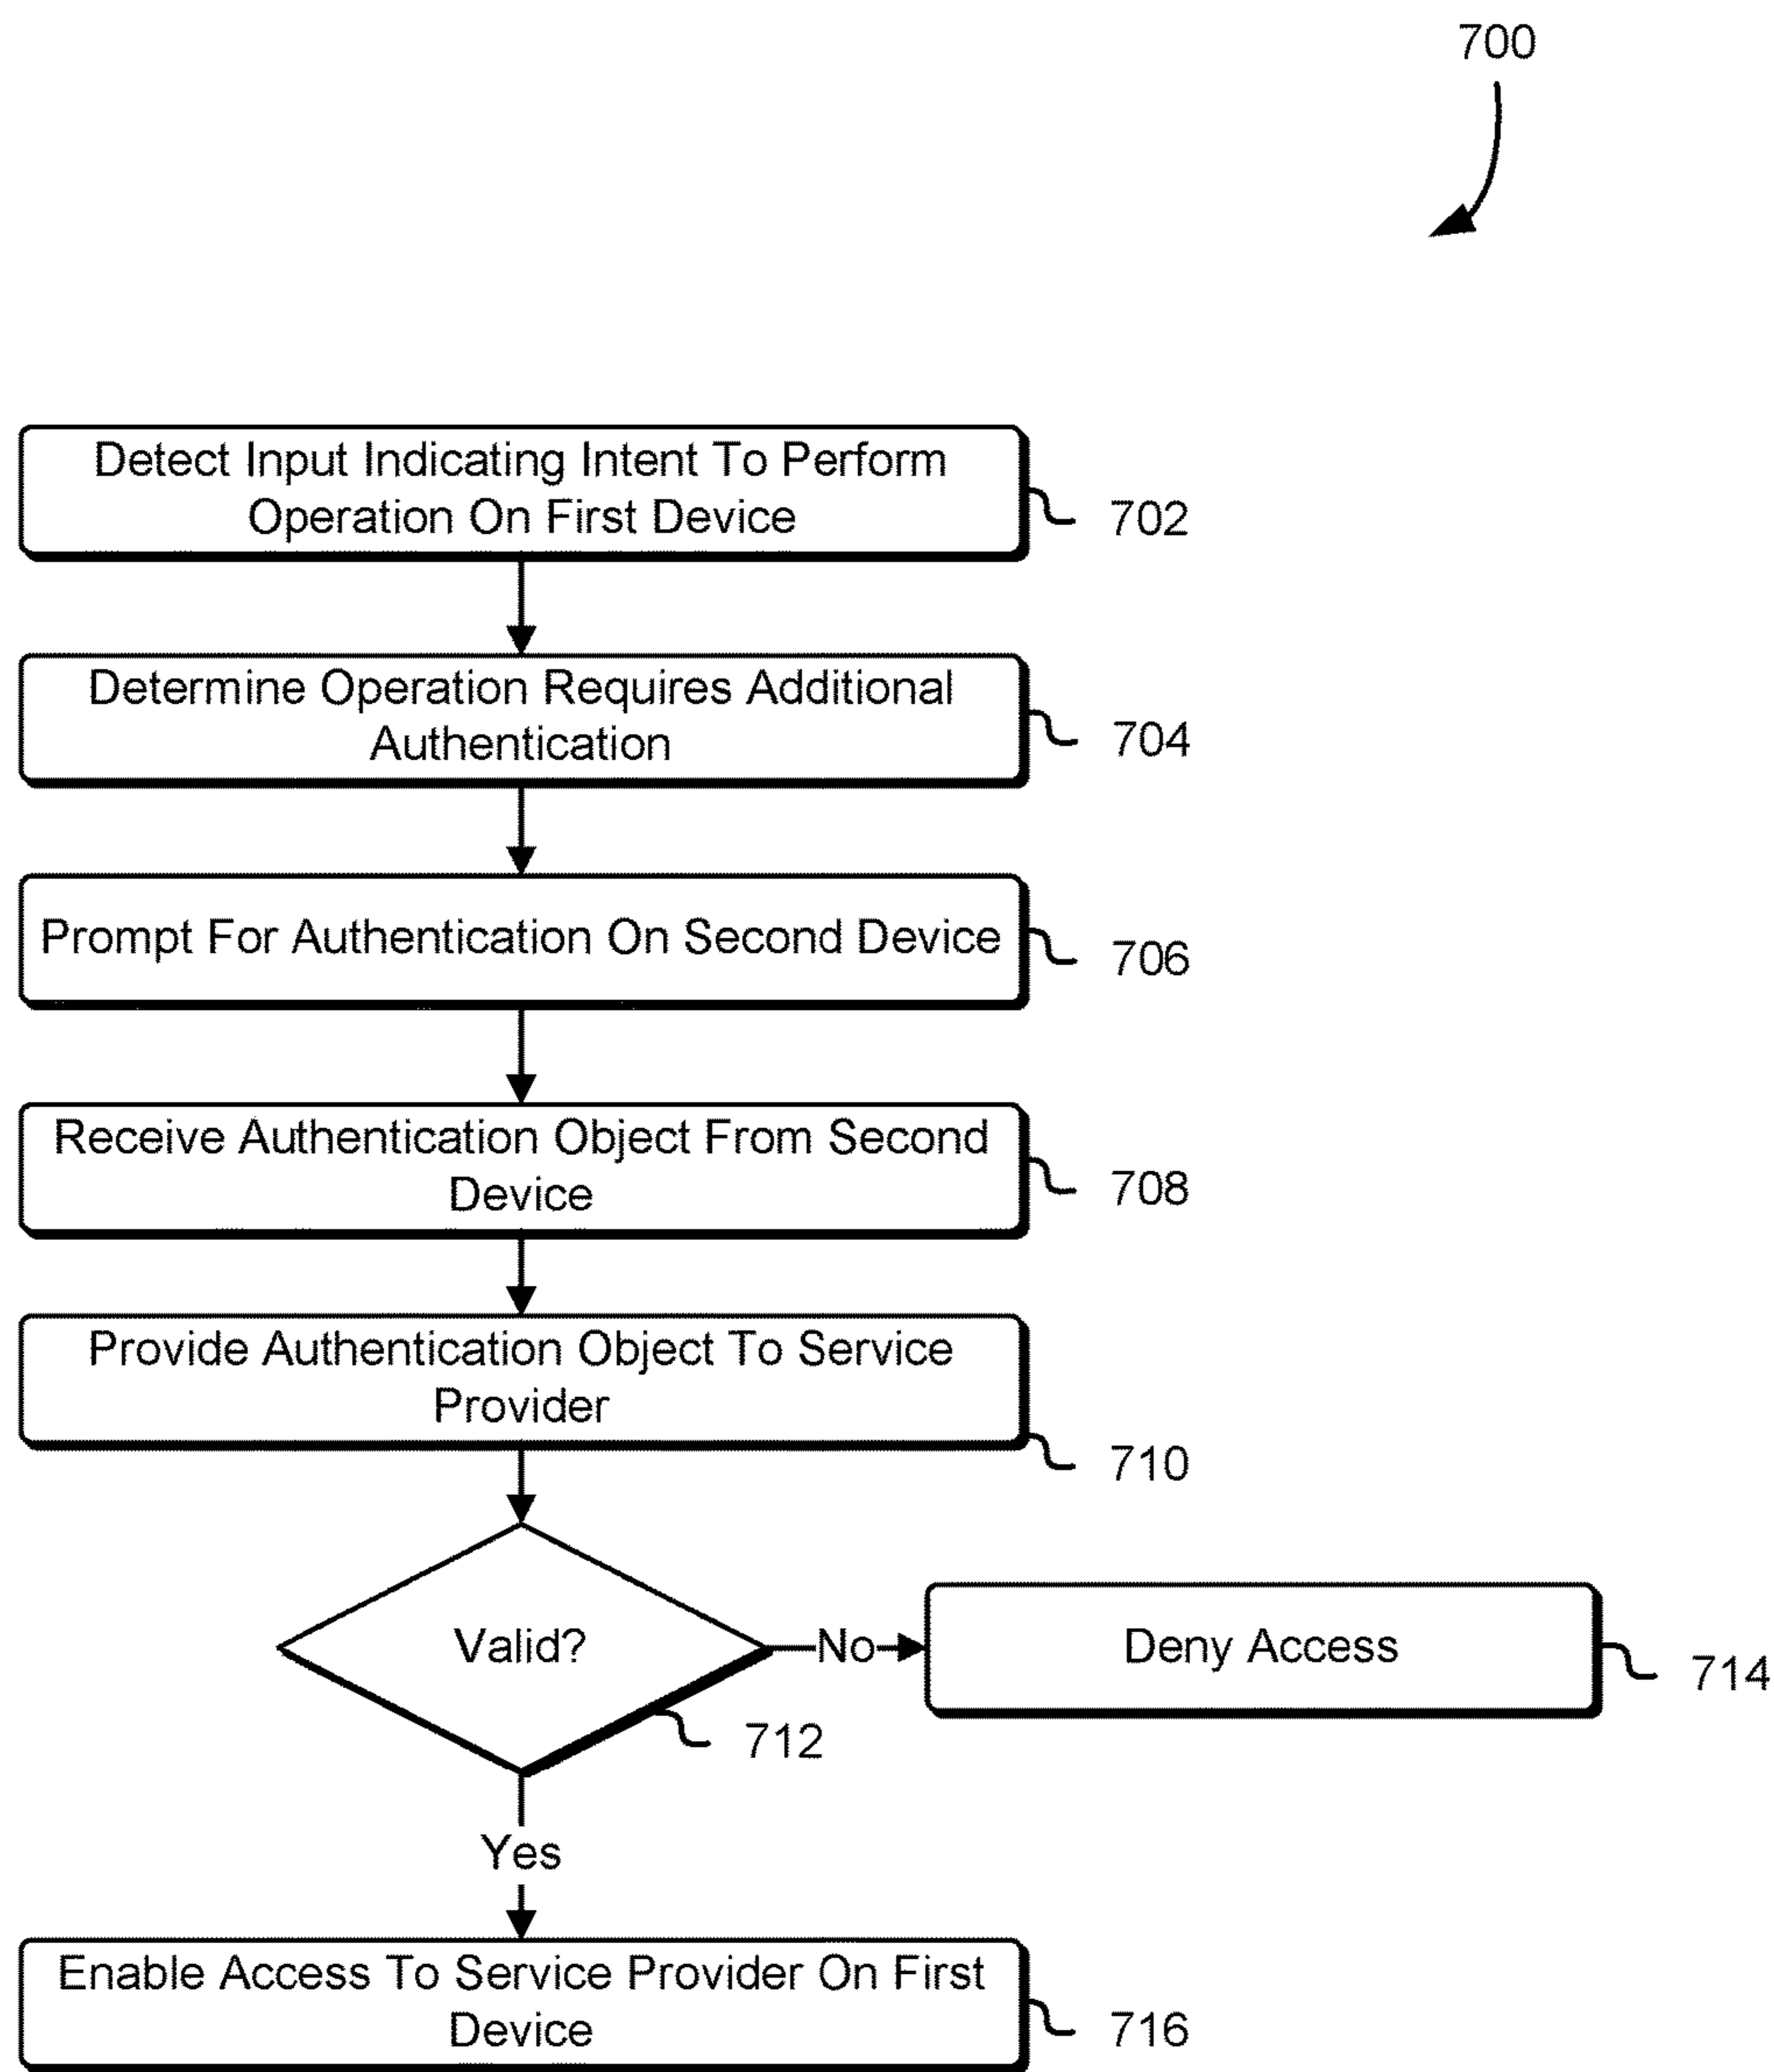 700
Detect Input Indicating Intent To Perform
Operation On First Device
702
Determine Operation Requires Additional
Authentication
704
Prompt For Authentication On Second Device
706
Receive Authentication Object From Second
Device
708
Provide Authentication Object To Service
Provider
710
Valid?
No
Deny Access
714
712
Yes
Enable Access To Service Provider On First
Device
716